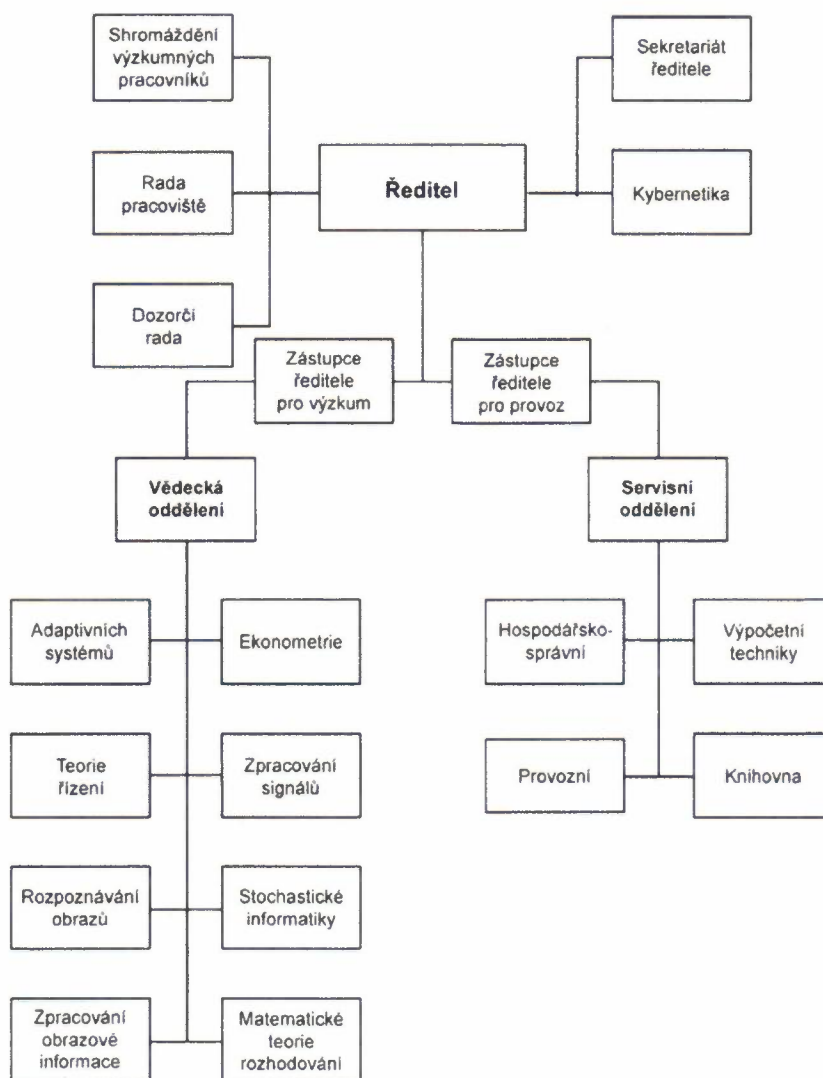 Shromáždění
výzkumných
pracovníků
Sekretariát
ředitele
Rada
pracoviště
Ředitel
Kybernetika
Dozorčí
rada
Zástupce
ředitele
pro výzkum
Zástupce
ředitele
pro provoz
Vědecká
oddělení
Servisní
oddělení
Adaptivních
systémů
Ekonometrie
Hospodářsko-
správní
Výpočetní
techniky
Teorie
řízení
Zpracování
signálů
Provozní
Knihovna
Rozpoznávání
obrazů
Stochastické
informatiky
Zpracování
obrazové
informace
Matematické
teorie
rozhodování